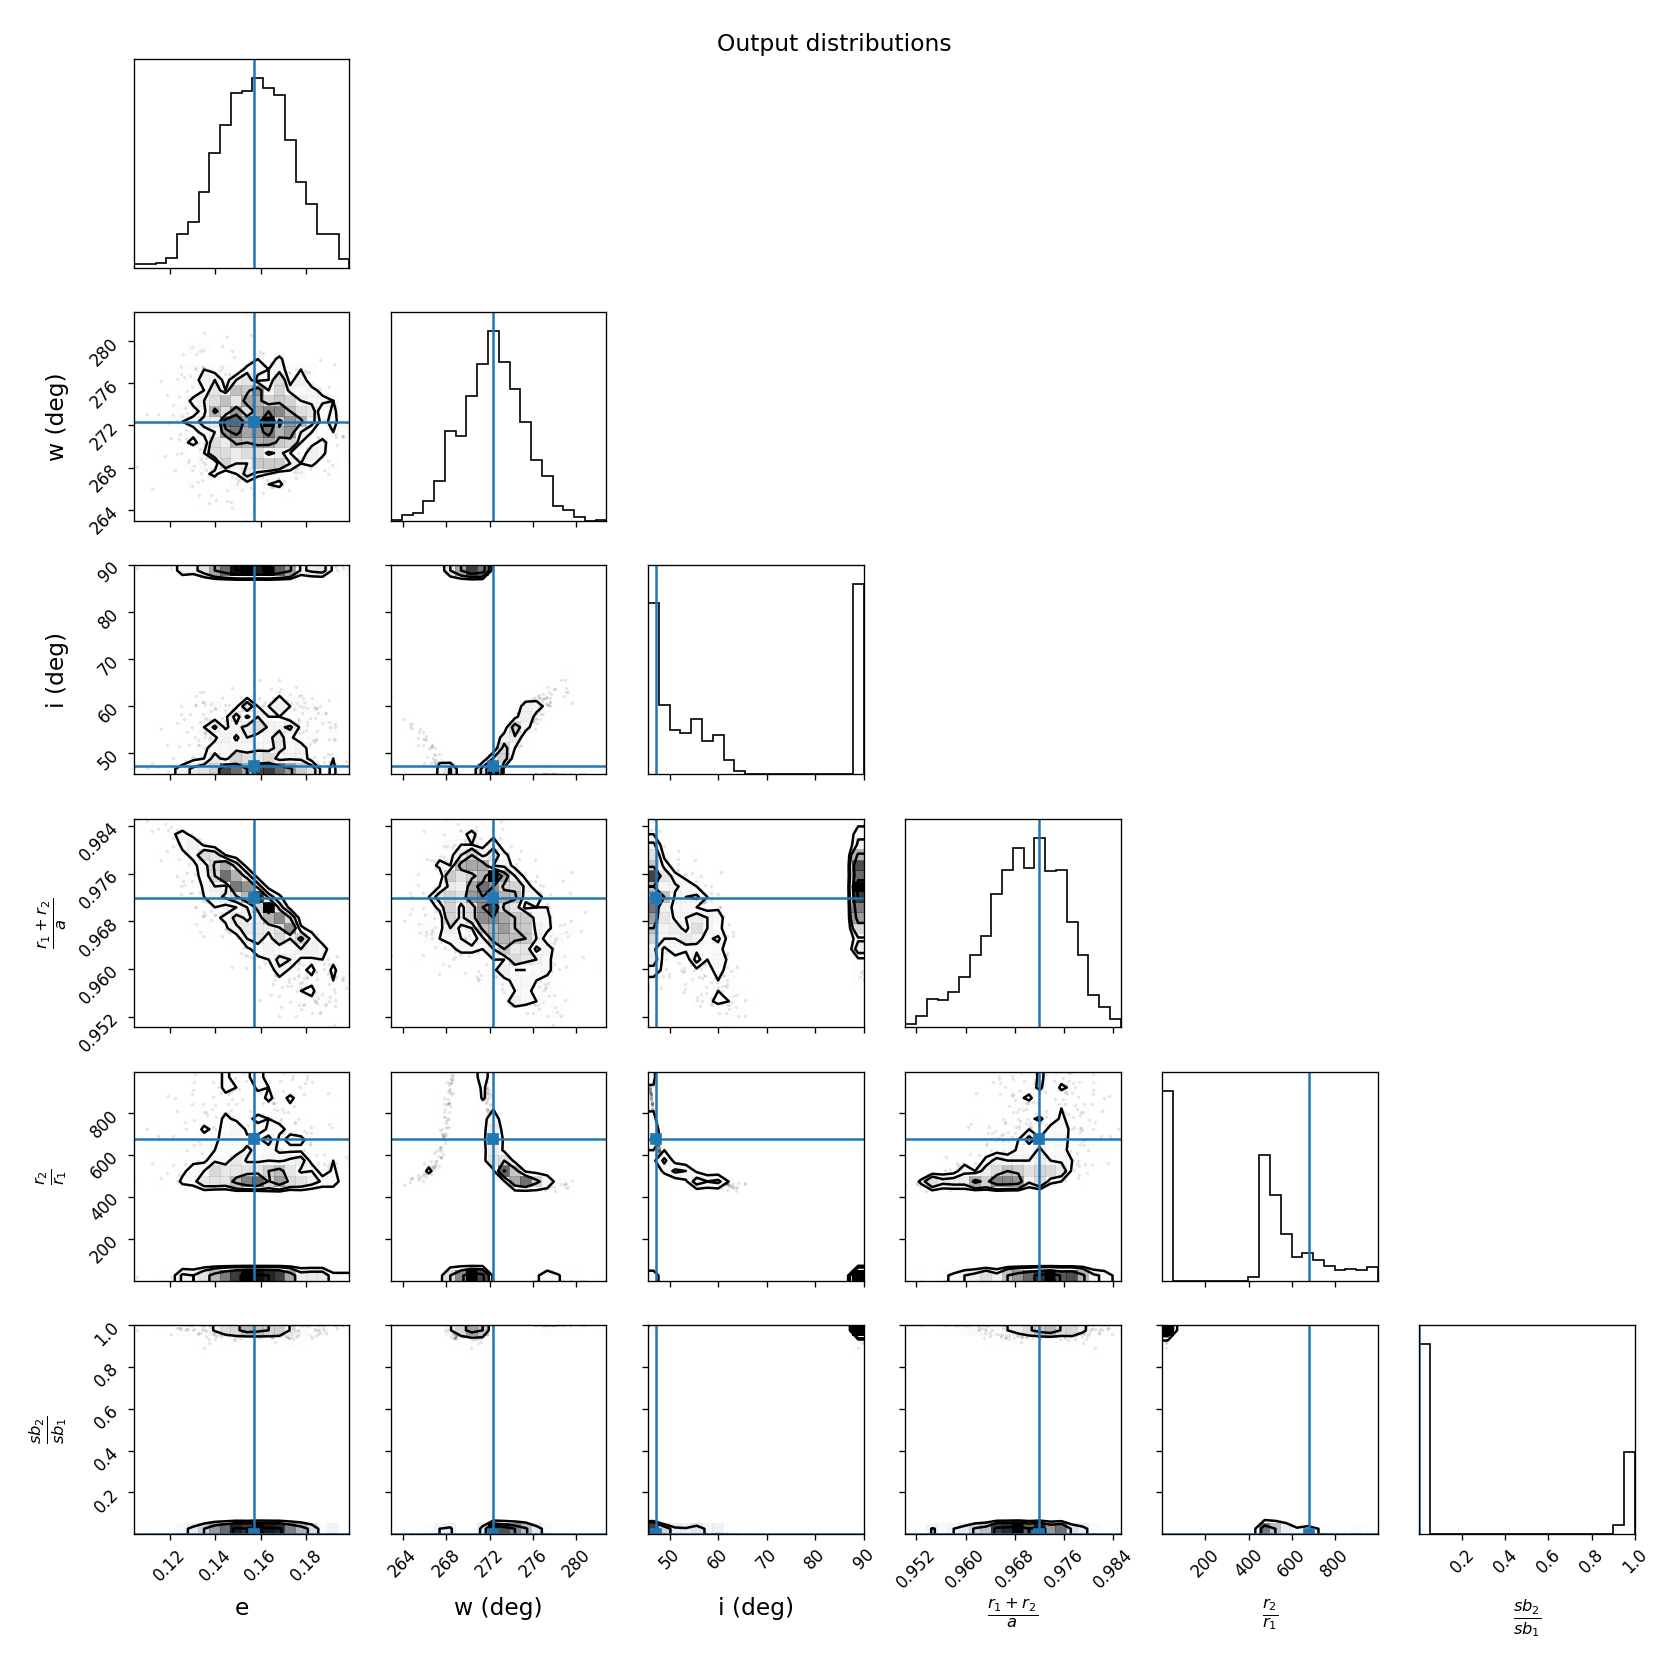 Output distributions
w (deg)
280
276
272
268
264
i (deg)
90
80
70
60
50
r₁ + r₂
a
0.984
0.976
0.968
0.960
0.952
r₂
r₁
800
600
400
200
sb₂
sb₁
1.0
0.8
0.6
0.4
0.2
0.12 0.14 0.16 0.18
264 268 272 276 280
50 60 70 80 90
0.952 0.960 0.968 0.976 0.984
200 400 600 800
0.2 0.4 0.6 0.8 1.0
e
w (deg)
i (deg)
r₁ + r₂
a
r₂
r₁
sb₂
sb₁